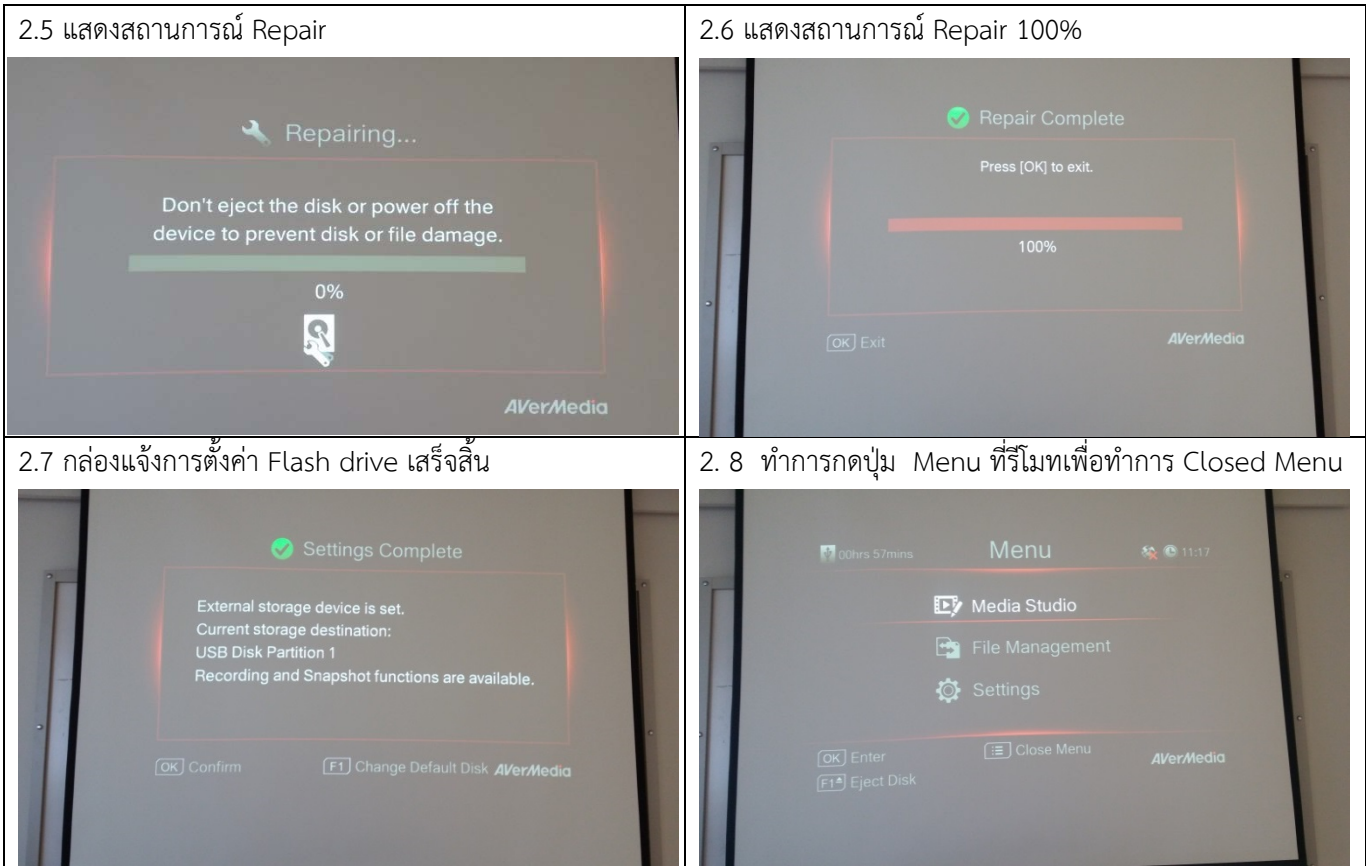 2.5 แสดงสถานการณ์ Repair
Repairing...
Don't eject the disk or power off the
device to prevent disk or file damage.
0%
AVerMedia
2.6 แสดงสถานการณ์ Repair 100%
Repair Complete
Press [OK] to exit.
100%
OK Exit
AVerMedia
2.7 กล่องแจ้งการตั้งค่า Flash drive เสร็จสิ้น
Settings Complete
External storage device is set.
Current storage destination:
USB Disk Partition 1
Recording and Snapshot functions are available.
OK Confirm F1 Change Default Disk AVerMedia
2. 8 ทำการกดปุ่ม Menu ที่รีโมทเพื่อทำการ Closed Menu
00hrs 57mins Menu 11:17
Media Studio
File Management
Settings
OK Enter Close Menu AVerMedia
F1 Eject Disk